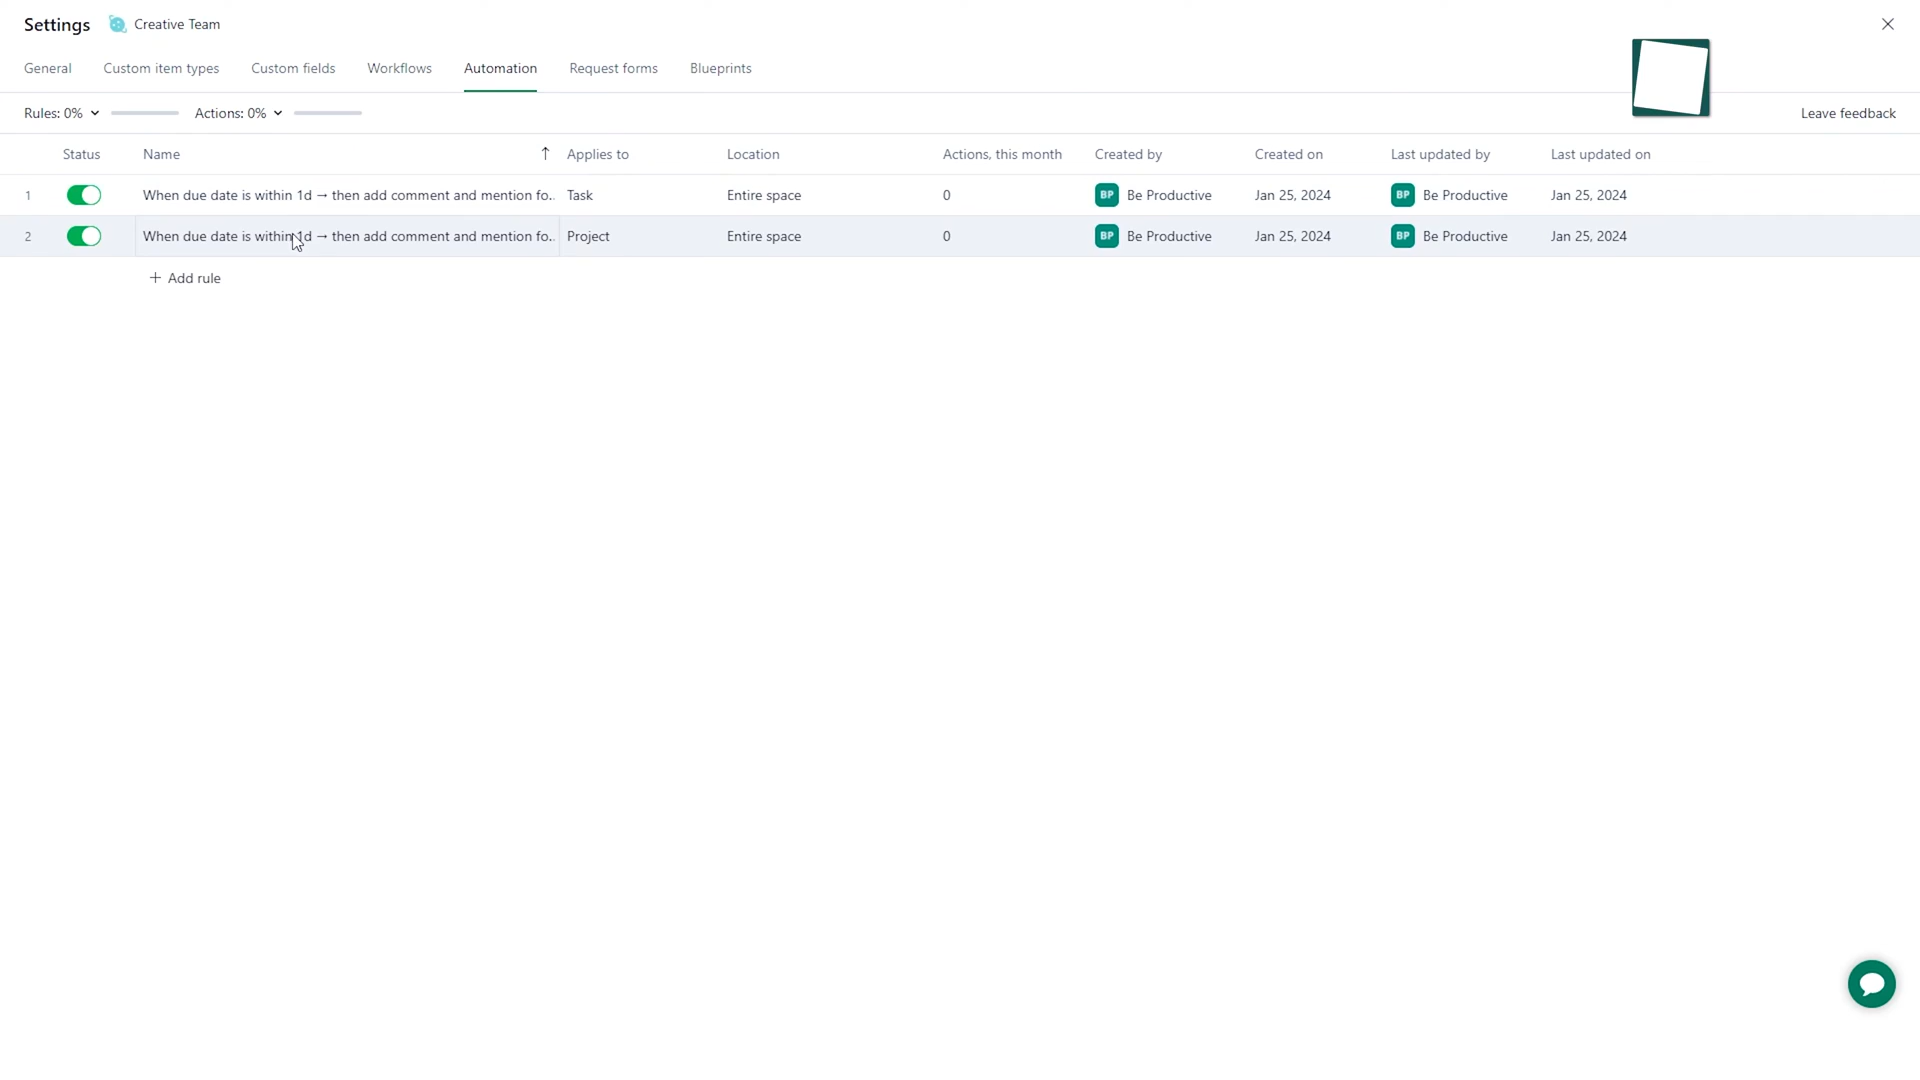 Settings Creative Team
General Custom item types Custom fields Workflows Automation Request forms Blueprints
Rules: 0% Actions: 0% Leave feedback
Status Name ↑ Applies to Location Actions, this month Created by Created on Last updated by Last updated on
1 When due date is within 1d → then add comment and mention fo.. Task Entire space 0 BP Be Productive Jan 25, 2024 BP Be Productive Jan 25, 2024
2 When due date is within 1d → then add comment and mention fo.. Project Entire space 0 BP Be Productive Jan 25, 2024 BP Be Productive Jan 25, 2024
+ Add rule